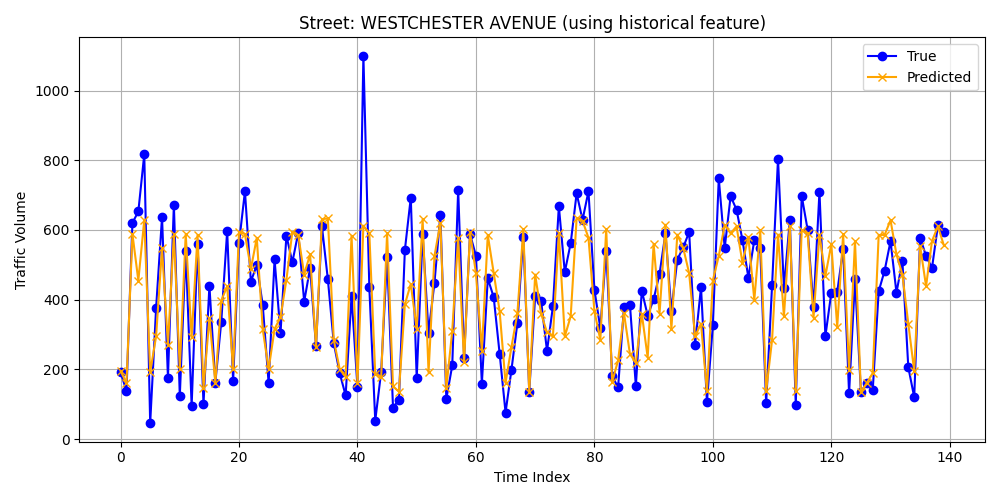 Street: WESTCHESTER AVENUE (using historical feature)
True
Predicted
Traffic Volume
1000
800
600
400
200
0
0 20 40 60 80 100 120 140
Time Index